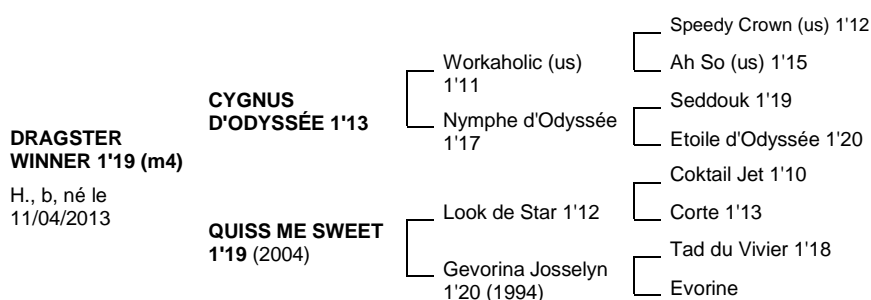 DRAGSTER
WINNER 1'19 (m4)
H., b, né le
11/04/2013
CYGNUS
D'ODYSSÉE 1'13
QUISS ME SWEET
1'19 (2004)
Workaholic (us)
1'11
Nymphe d'Odyssée
1'17
Look de Star 1'12
Gevorina Josselyn
1'20 (1994)
Speedy Crown (us) 1'12
Ah So (us) 1'15
Seddouk 1'19
Etoile d'Odyssée 1'20
Coktail Jet 1'10
Corte 1'13
Tad du Vivier 1'18
Evorine